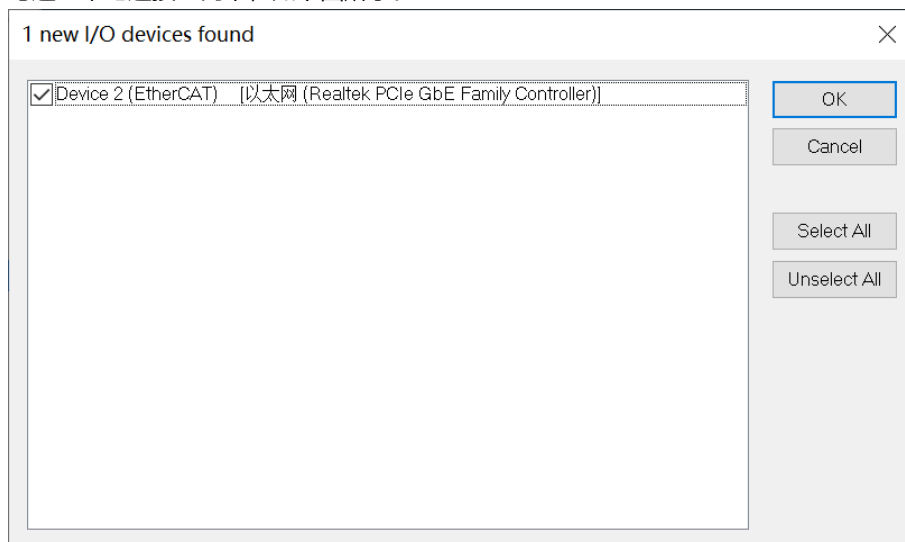 1 new I/O devices found
Device 2 (EtherCAT) [以太网 (Realtek PCIe GbE Family Controller)]
OK
Cancel
Select All
Unselect All